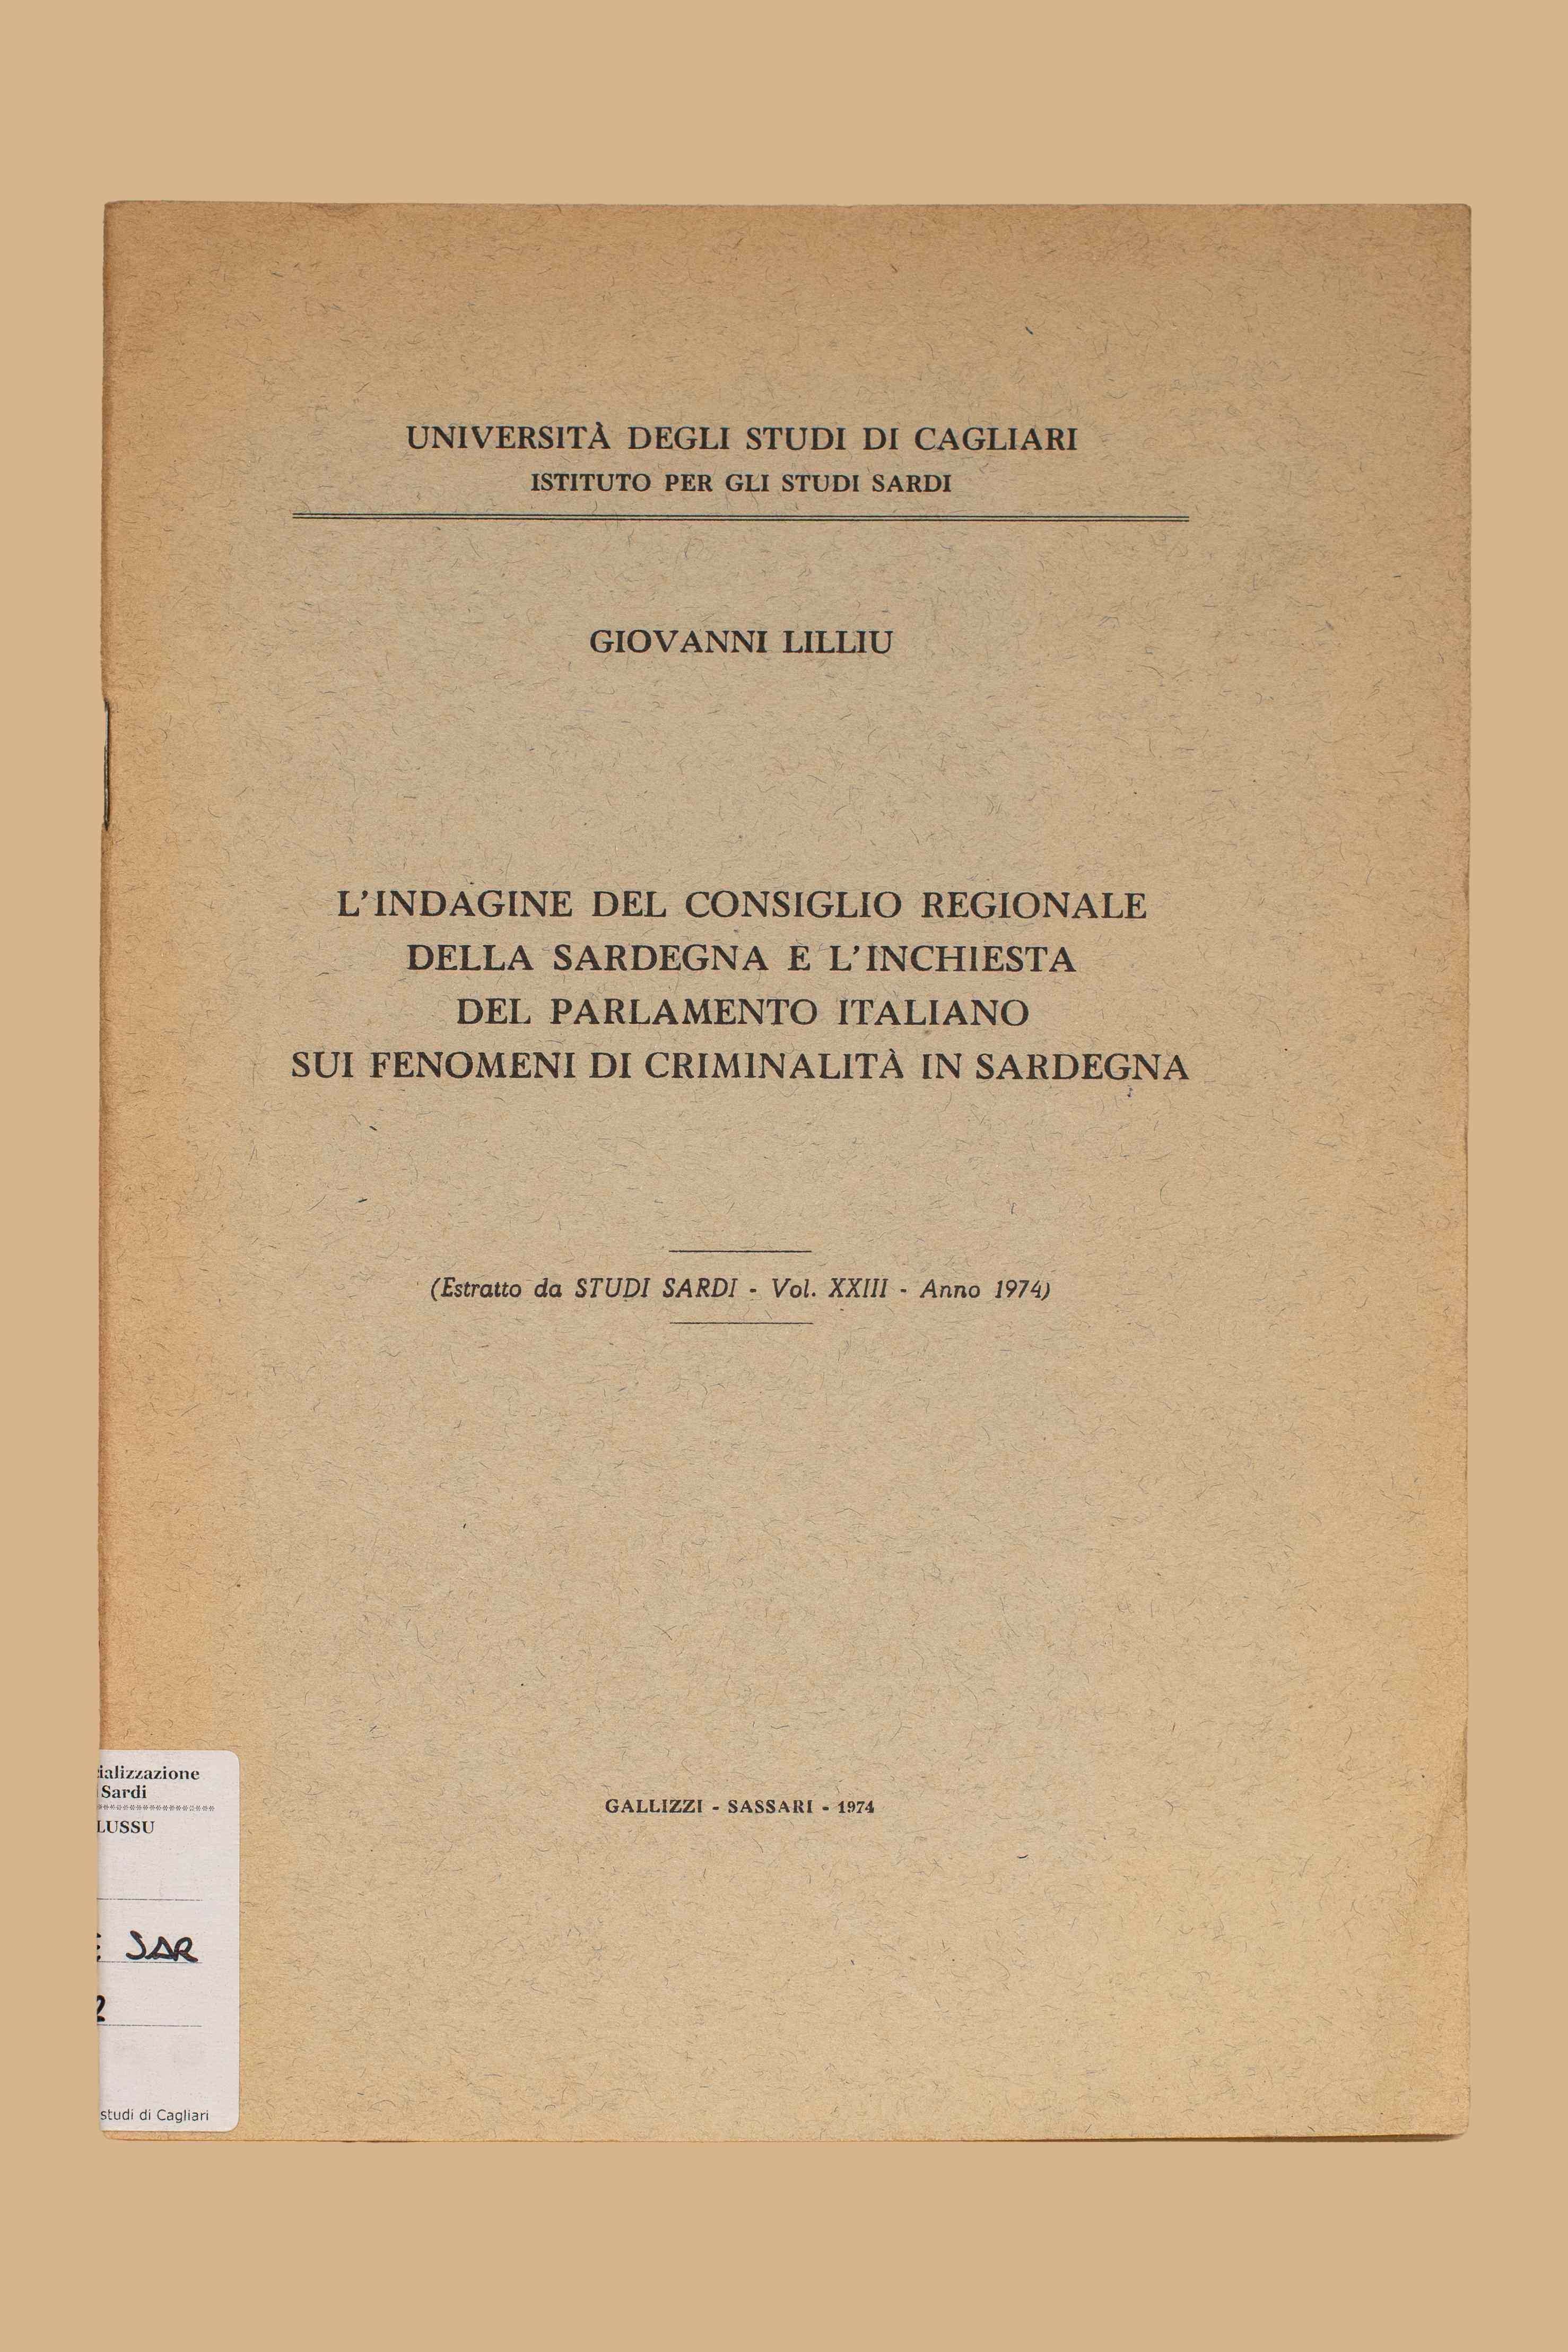 UNIVERSITÀ DEGLI STUDI DI CAGLIARI
ISTITUTO PER GLI STUDI SARDI
GIOVANNI LILLIU
L'INDAGINE DEL CONSIGLIO REGIONALE
DELLA SARDEGNA E L'INCHIESTA
DEL PARLAMENTO ITALIANO
SUI FENOMENI DI CRIMINALITÀ IN SARDEGNA
(Estratto da STUDI SARDI - Vol. XXIII - Anno 1974)
GALLIZZI - SASSARI - 1974
ializzazione
Sardi
LUSSU
SAR
2
studi di Cagliari